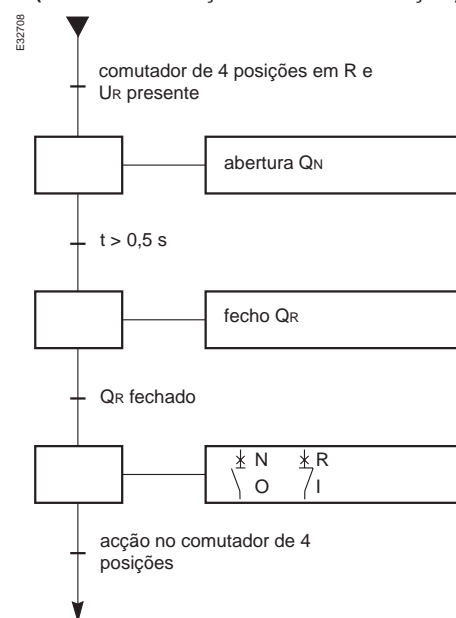 E32708
comutador de 4 posições em R e
UR presente
abertura QN
t > 0,5 s
fecho QR
QR fechado
N R
O I
acção no comutador de 4
posições